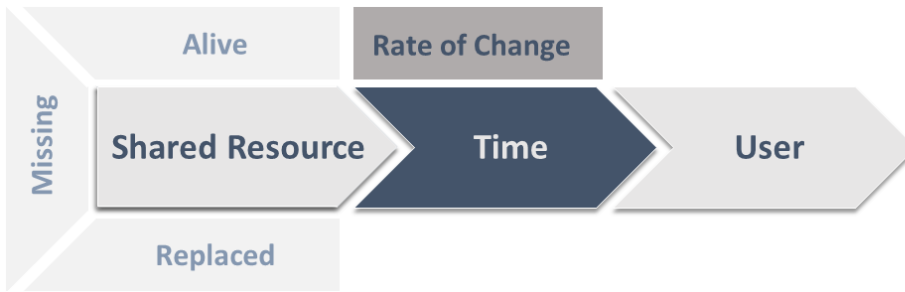 Alive
Rate of Change
Missing
Shared Resource
Time
User
Replaced